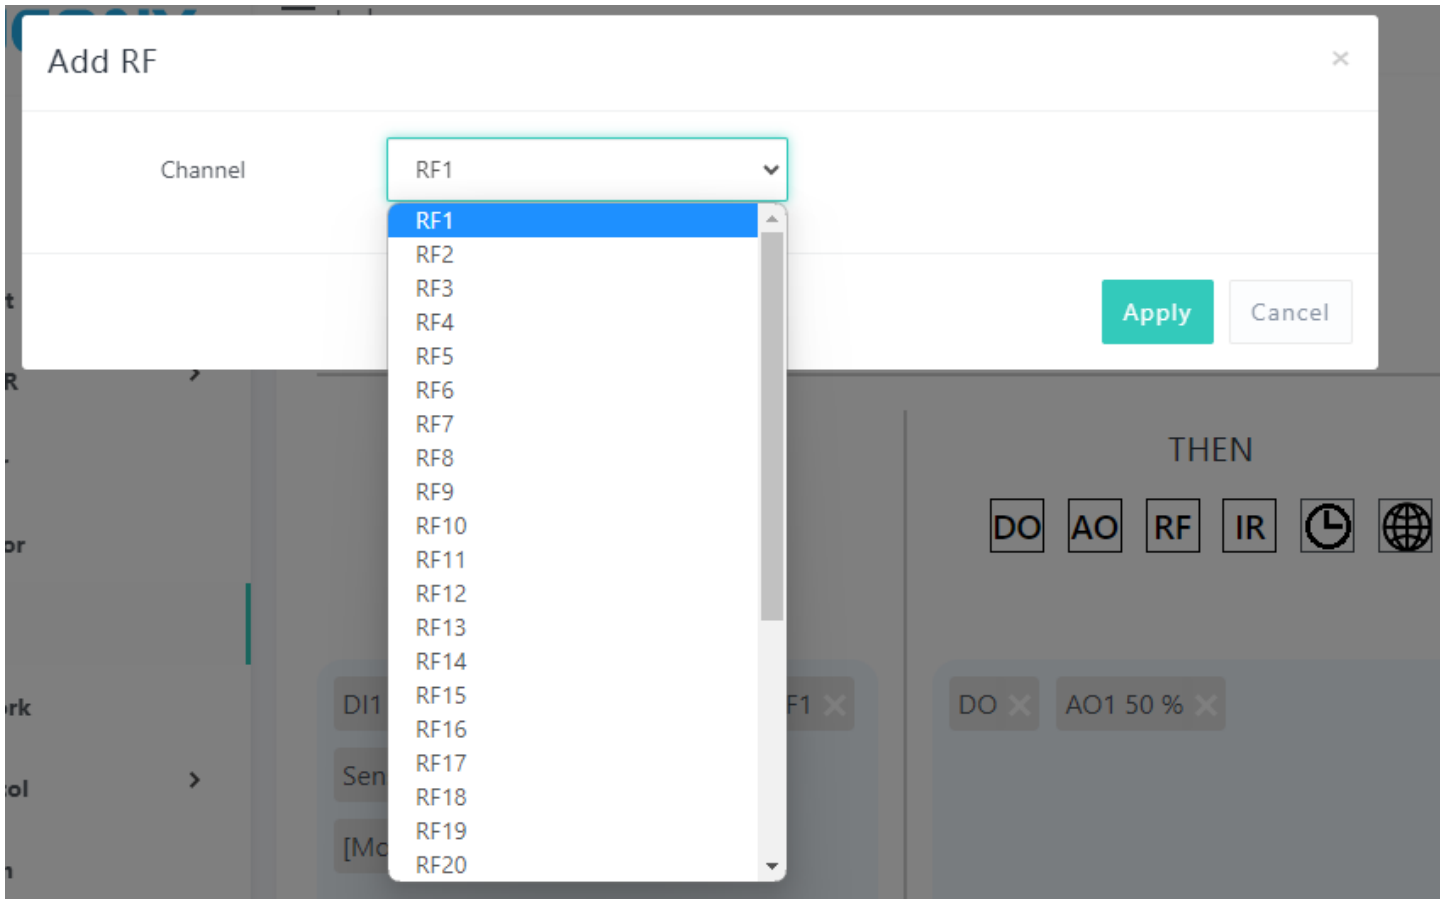 Add RF
×
Channel
RF1
RF1
RF2
RF3
RF4
RF5
RF6
RF7
RF8
RF9
RF10
RF11
RF12
RF13
RF14
RF15
RF16
RF17
RF18
RF19
RF20
Apply
Cancel
THEN
DO AO RF IR
DI1
F1 ×
Sen
[Mo
DO ×
AO1 50 % ×
t
R
or
rk
ol